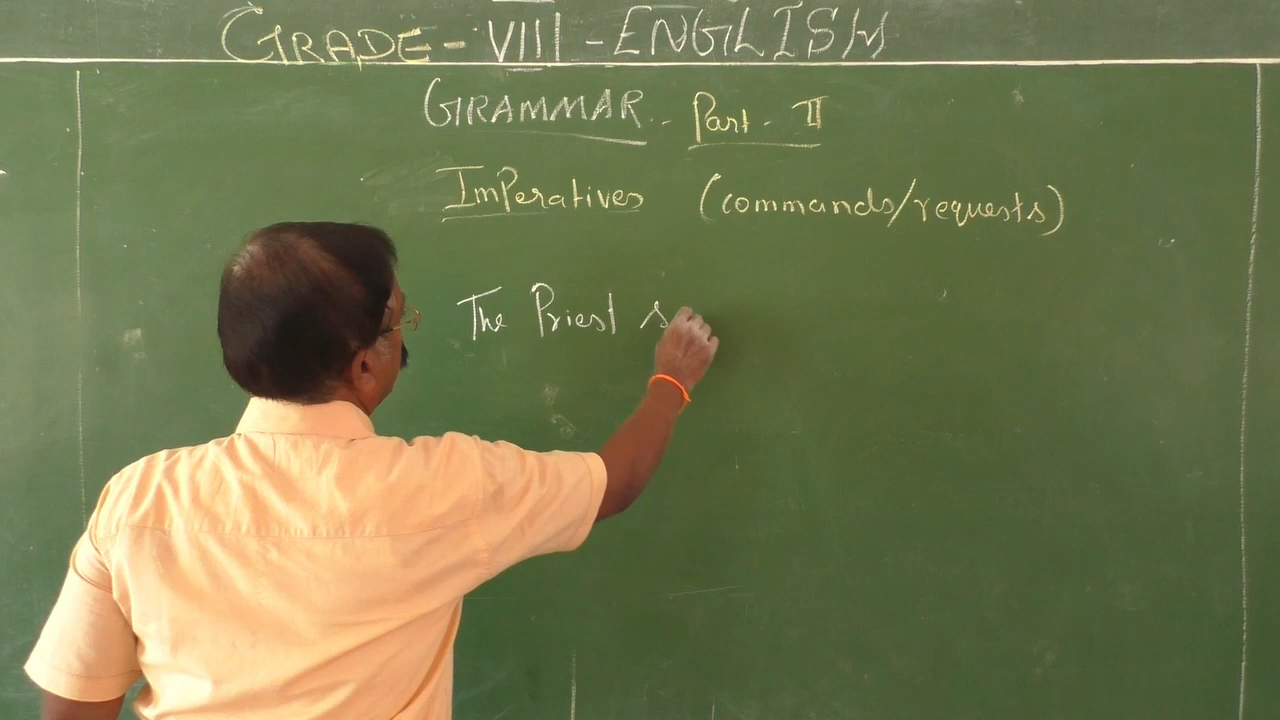 GRADE - VIII - ENGLISH
GRAMMAR - Part - II
Imperatives (commands/requests)
The Priest s